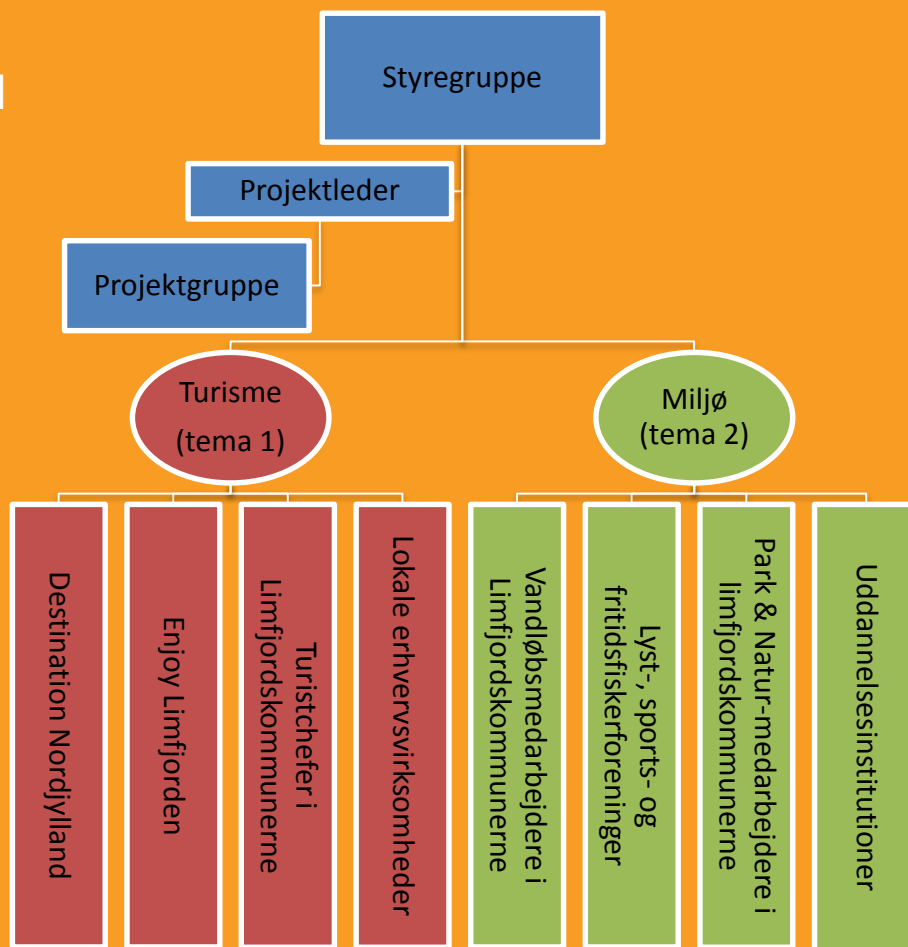 Styregruppe
Projektleder
Projektgruppe
Turisme
(tema 1)
Miljø
(tema 2)
Destination Nordjylland
Enjoy Limfjorden
Turistchefer i
Limfjordskommunerne
Lokale erhvervsvirksomheder
Vandløbsmedarbejdere i
Limfjordskommunerne
Lyst-, sports- og
fritidsfiskerforeninger
Park & Natur-medarbejdere i
limfjordskommunerne
Uddannelsesinstitutioner